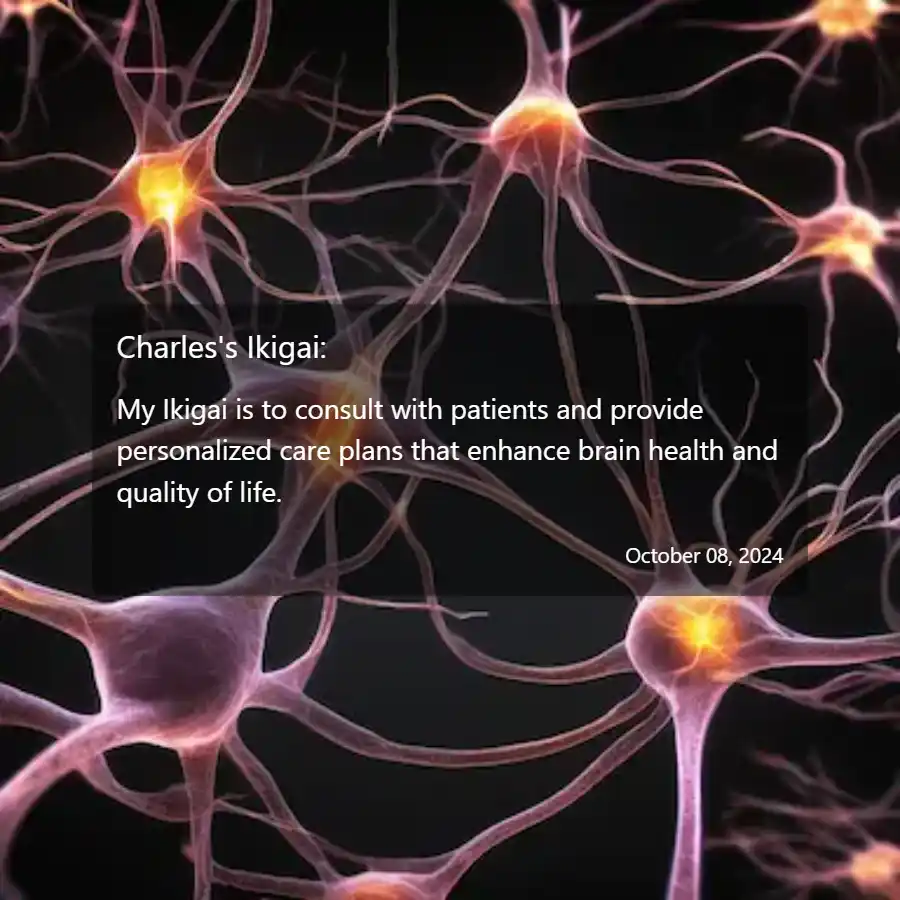 Charles's Ikigai:
My Ikigai is to consult with patients and provide
personalized care plans that enhance brain health and
quality of life.
October 08, 2024